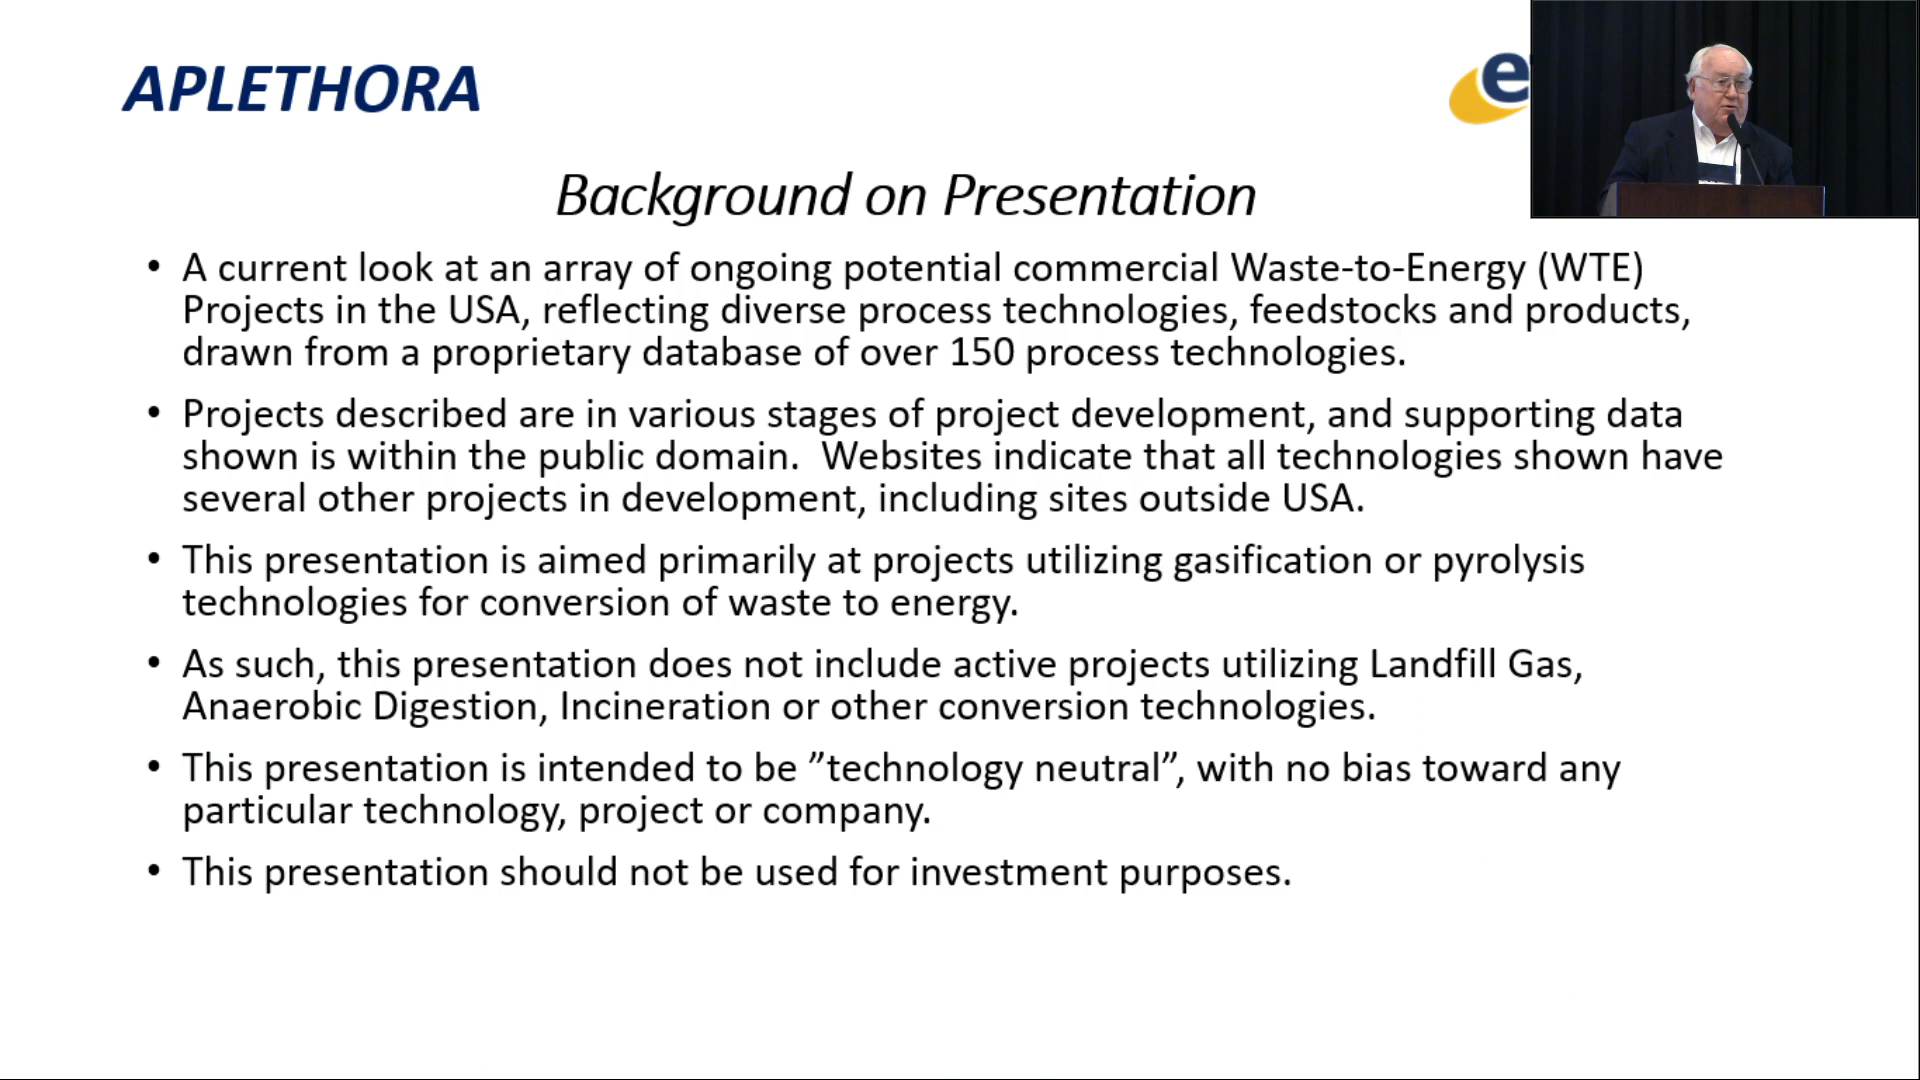 APLETHORA
e
Background on Presentation
• A current look at an array of ongoing potential commercial Waste-to-Energy (WTE)
Projects in the USA, reflecting diverse process technologies, feedstocks and products,
drawn from a proprietary database of over 150 process technologies.
• Projects described are in various stages of project development, and supporting data
shown is within the public domain.  Websites indicate that all technologies shown have
several other projects in development, including sites outside USA.
• This presentation is aimed primarily at projects utilizing gasification or pyrolysis
technologies for conversion of waste to energy.
• As such, this presentation does not include active projects utilizing Landfill Gas,
Anaerobic Digestion, Incineration or other conversion technologies.
• This presentation is intended to be ”technology neutral”, with no bias toward any
particular technology, project or company.
• This presentation should not be used for investment purposes.